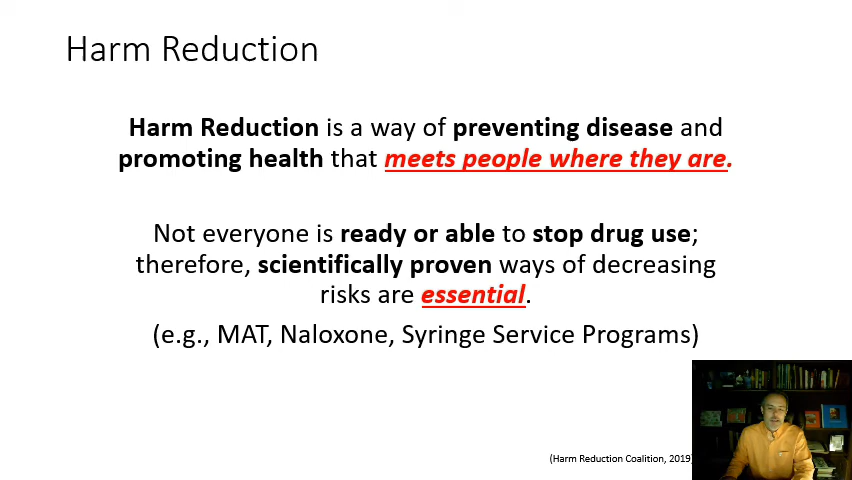 Harm Reduction
Harm Reduction is a way of preventing disease and
promoting health that meets people where they are.
Not everyone is ready or able to stop drug use;
therefore, scientifically proven ways of decreasing
risks are essential.
(e.g., MAT, Naloxone, Syringe Service Programs)
(Harm Reduction Coalition, 2019)